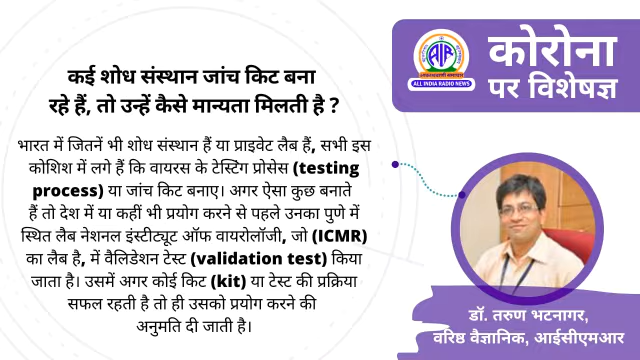 कोरोना
पर विशेषज्ञ
AIR
ALL INDIA RADIO NEWS
कई शोध संस्थान जांच किट बना
रहे हैं, तो उन्हें कैसे मान्यता मिलती है ?
भारत में जितनें भी शोध संस्थान हैं या प्राइवेट लैब हैं, सभी इस
कोशिश में लगे हैं कि वायरस के टेस्टिंग प्रोसेस (testing
process) या जांच किट बनाए। अगर ऐसा कुछ बनाते
हैं तो देश में या कहीं भी प्रयोग करने से पहले उनका पुणे में
स्थित लैब नेशनल इंस्टीट्यूट ऑफ वायरोलॉजी, जो (ICMR)
का लैब है, में वैलिडेशन टेस्ट (validation test) किया
जाता है। उसमें अगर कोई किट (kit) या टेस्ट की प्रक्रिया
सफल रहती है तो ही उसको प्रयोग करने की
अनुमति दी जाती है।
डॉ. तरुण भटनागर,
वरिष्ठ वैज्ञानिक, आईसीएमआर